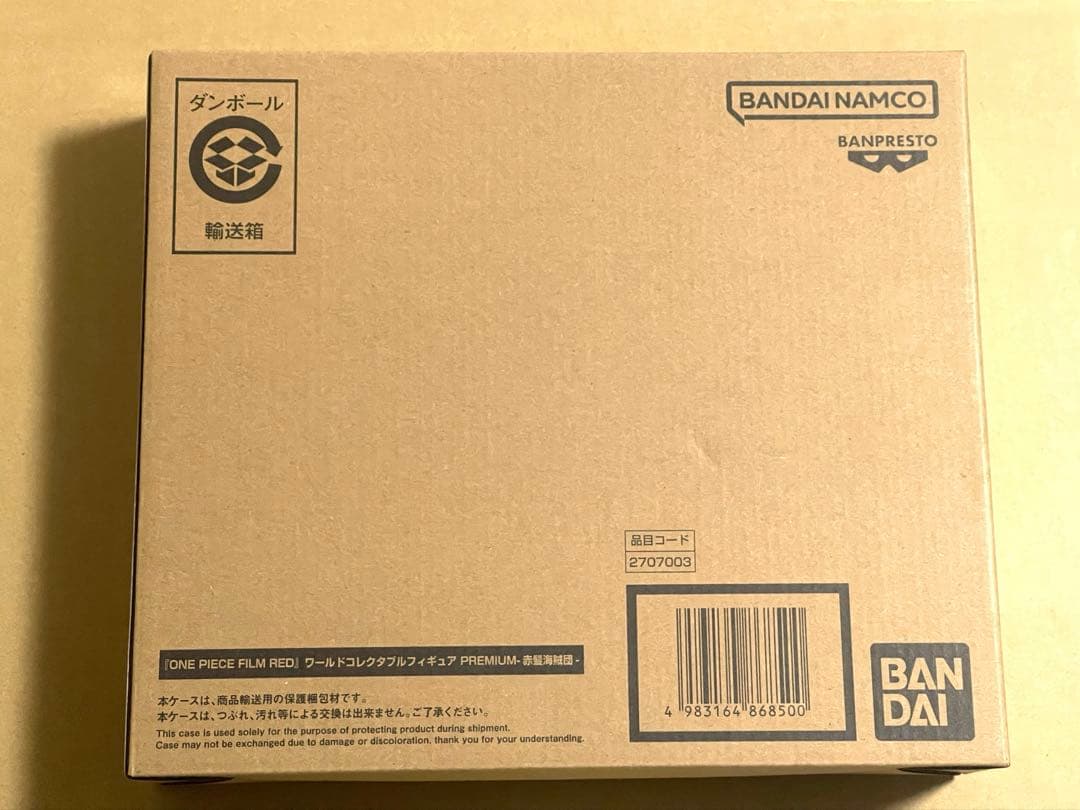 ダンボール
輸送箱
BANDAI NAMCO
BANPRESTO
品目コード
2707003
『ONE PIECE FILM RED』 ワールドコレクタブルフィギュア PREMIUM- 赤髪海賊団 -
本ケースは、商品輸送用の保護梱包材です。
本ケースは、つぶれ、汚れ等による交換は出来ません。ご了承ください。
This case is used solely for the purpose of protecting product during shipment.
Case may not be exchanged due to damage or discoloration. thank you for your understanding.
4 983164 868500
BAN
DAI